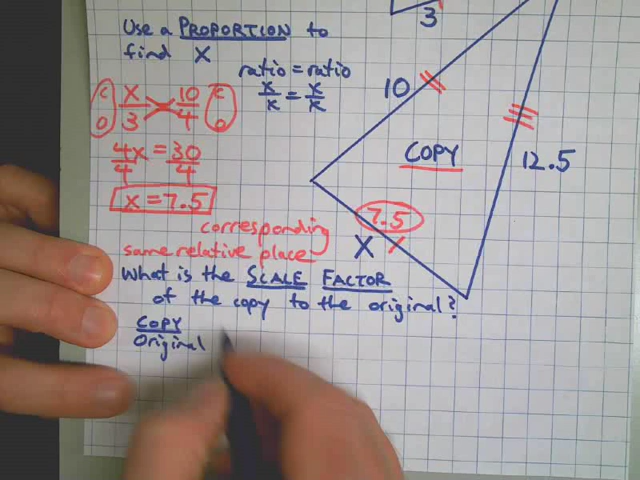 Use a PROPORTION to
find X
ratio = ratio
x/x = x/x
c/o x/3 = 10/4 c/o
4x/4 = 30/4
x = 7.5
corresponding
same relative place
What is the SCALE FACTOR
of the copy to the original?
COPY
Original
3
10
COPY
12.5
7.5
X